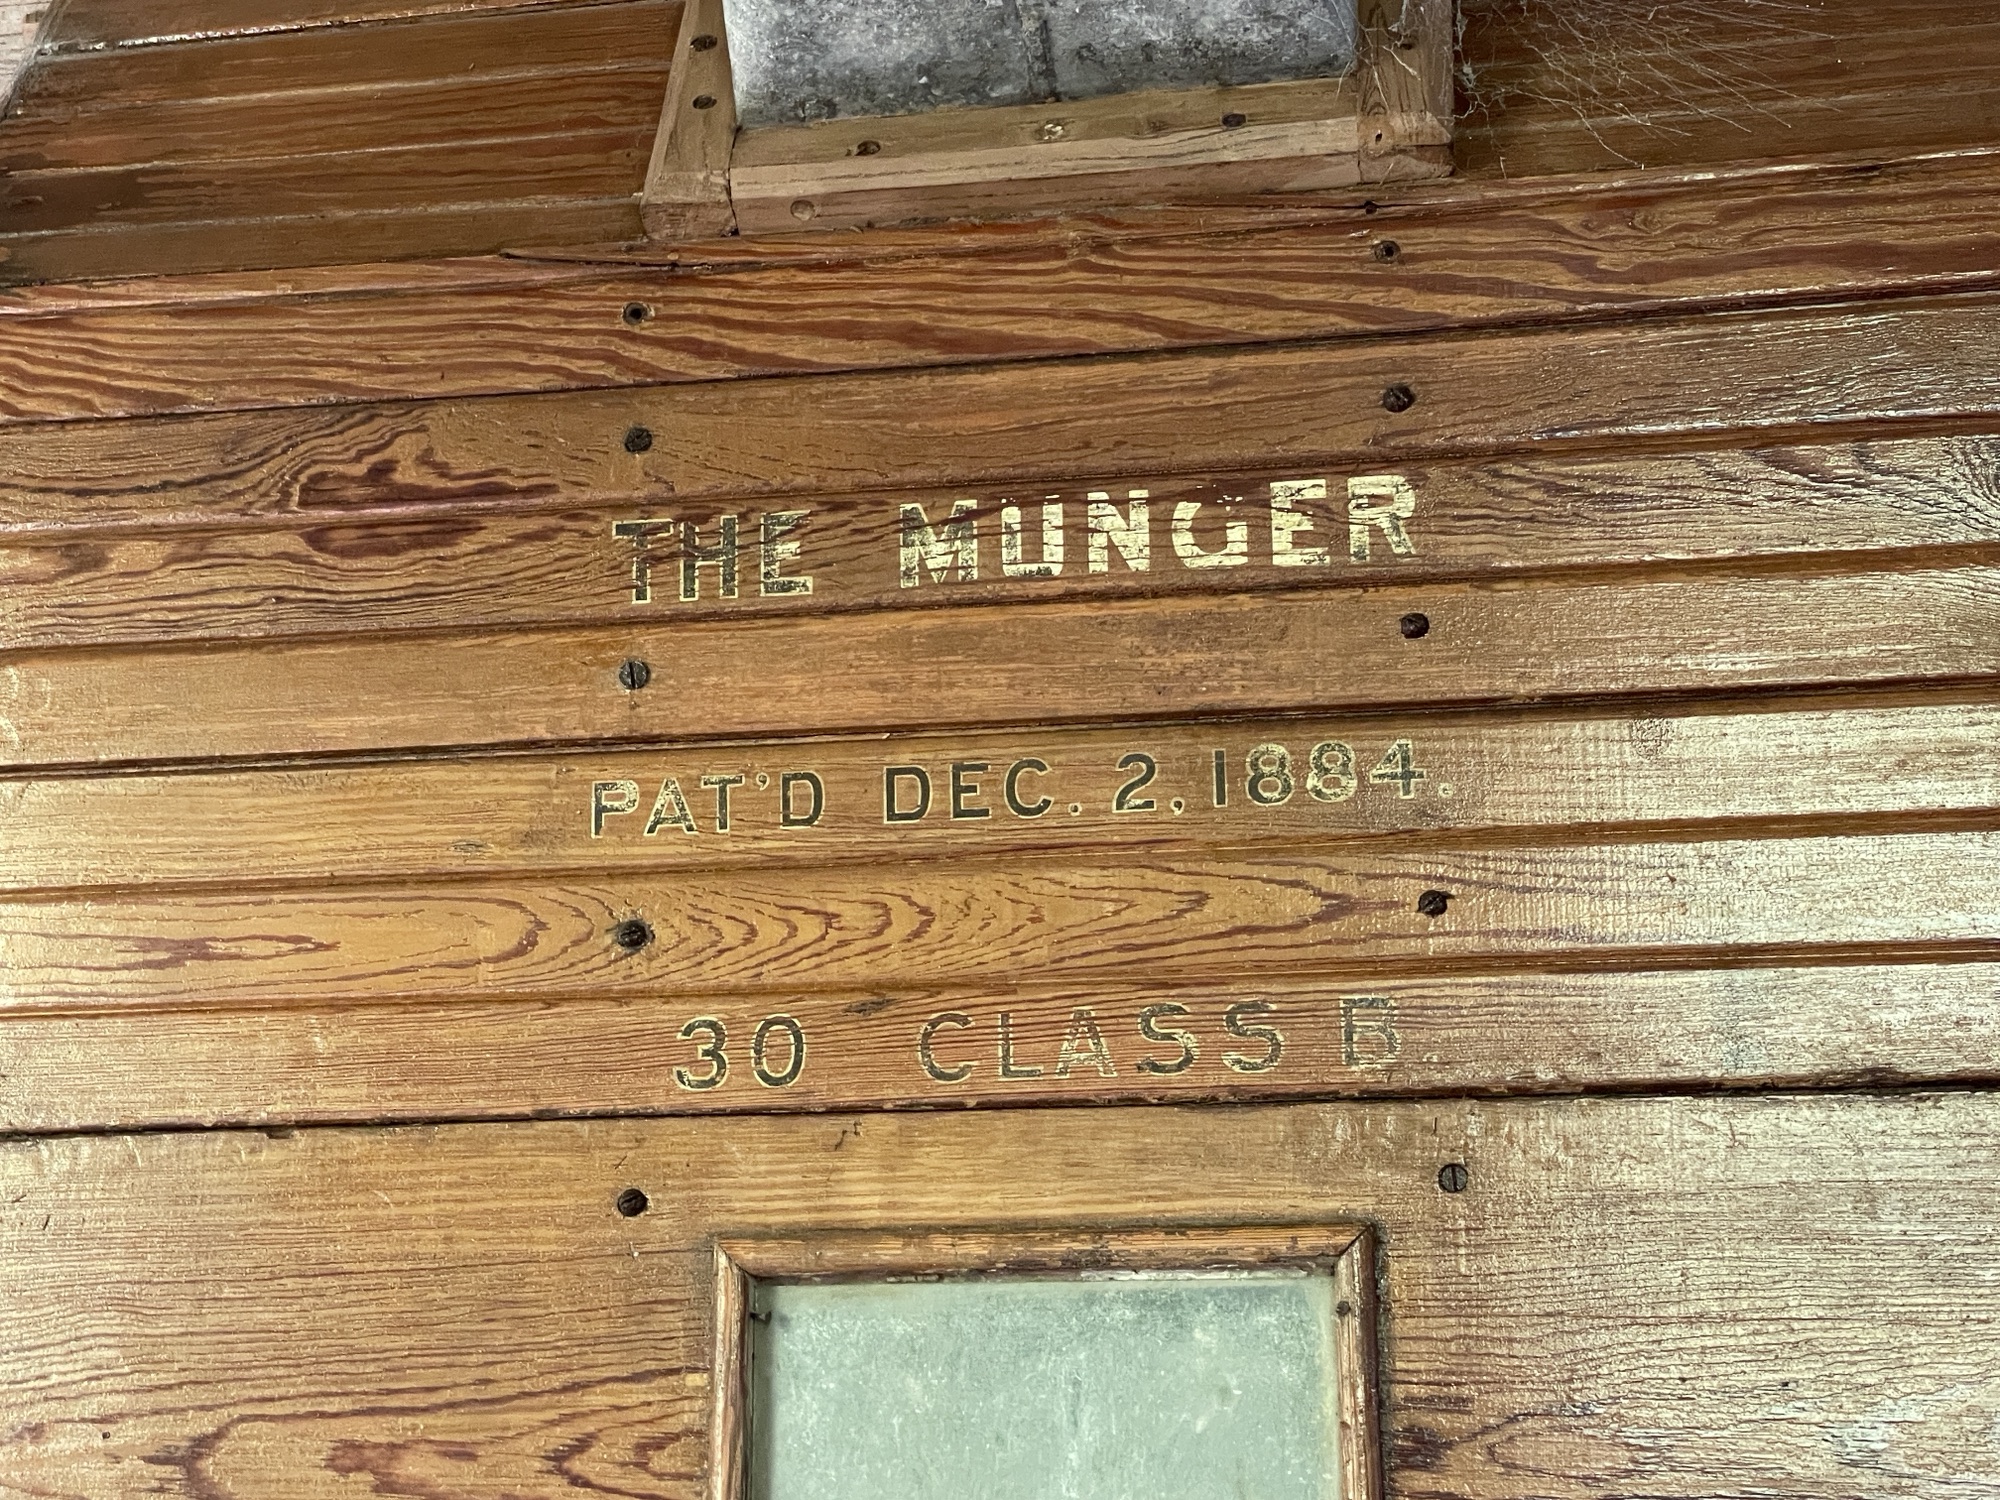 THE MUNGER
PAT'D DEC. 2, 1884.
30 CLASS B